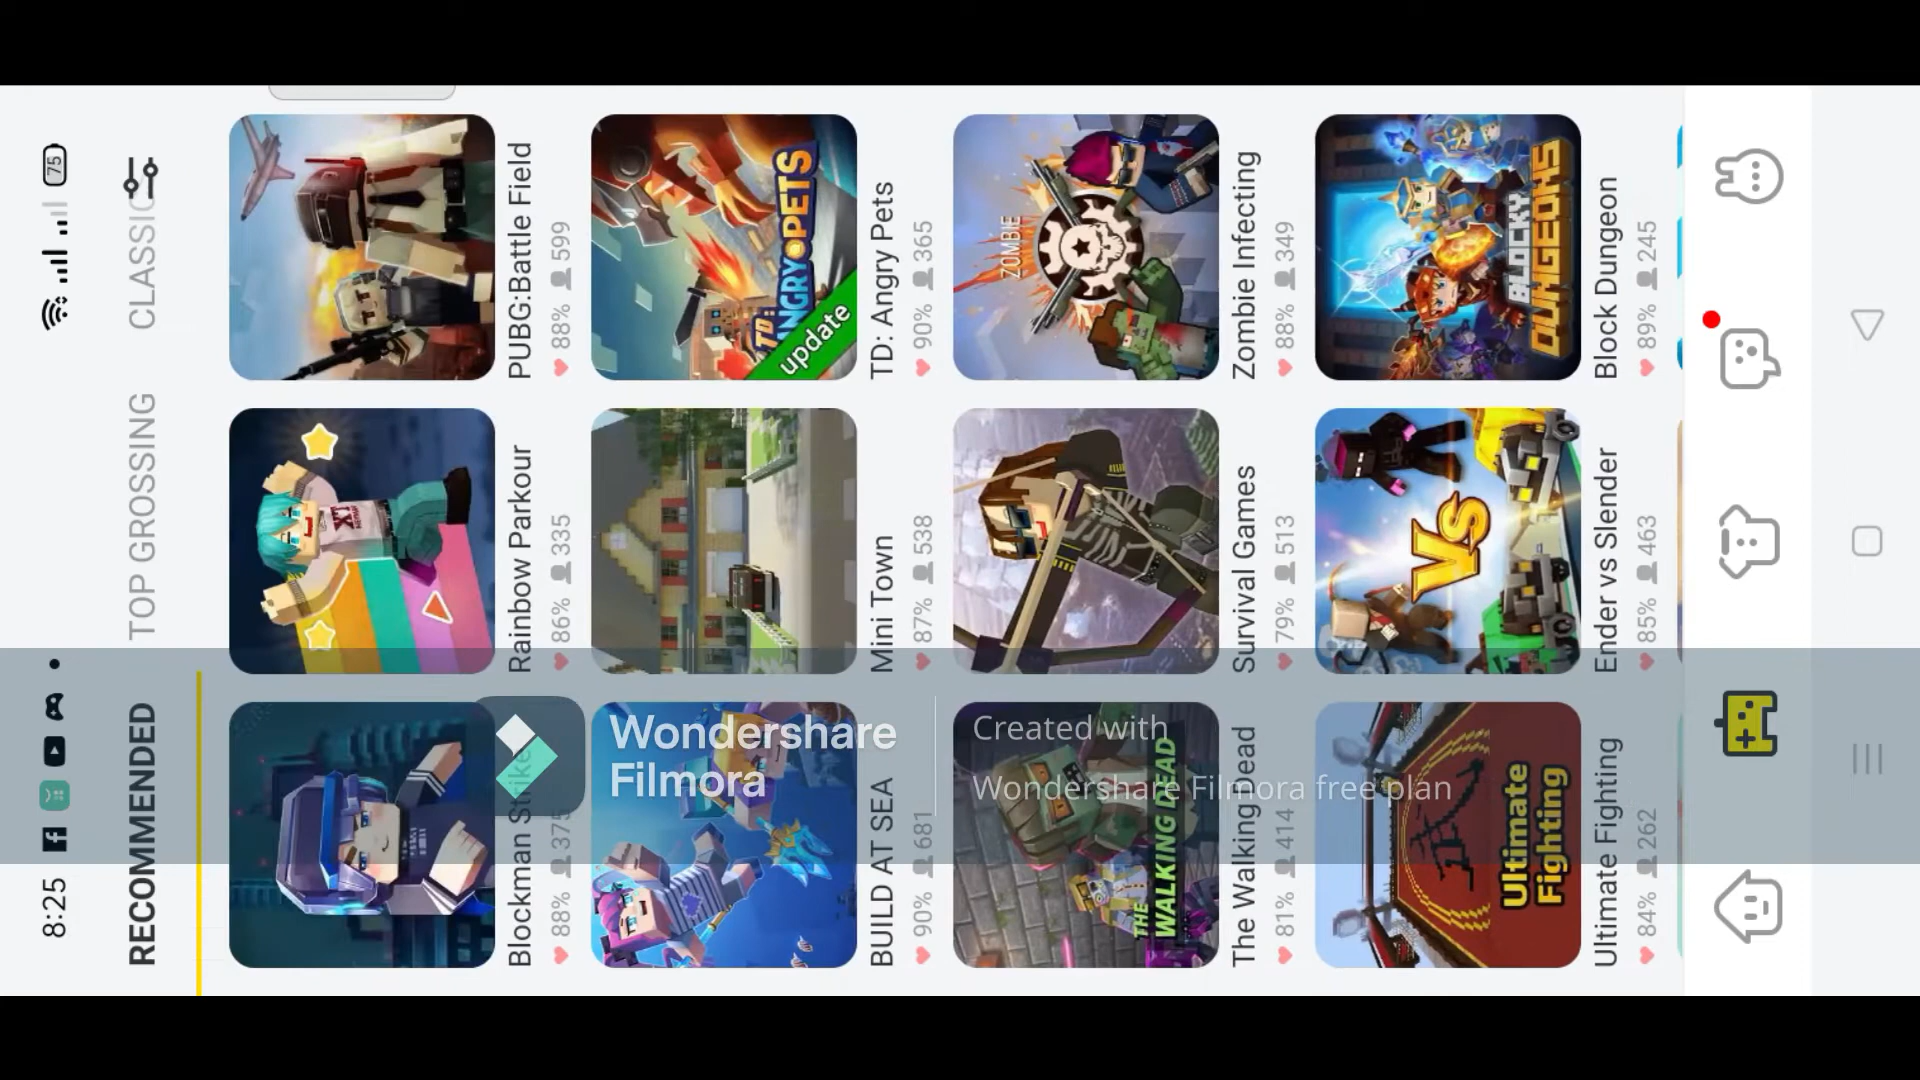 8:25
75
RECOMMENDED TOP GROSSING CLASSIC
Blockman Strike Rainbow Parkour PUBG:Battle Field
88% 375 86% 335 88% 599
TD:
ANGRY PETS
update
BUILD AT SEA Mini Town TD: Angry Pets
90% 681 87% 538 90% 365
THE
WALKING DEAD
ZOMBIE
The Walking Dead Survival Games Zombie Infecting
81% 414 79% 513 88% 349
Ultimate
Fighting
Vs
BLOCKY
DUNGEONS
Ultimate Fighting Ender vs Slender Block Dungeon
84% 262 85% 463 89% 245
Wondershare
Filmora
Created with
Wondershare Filmora free plan